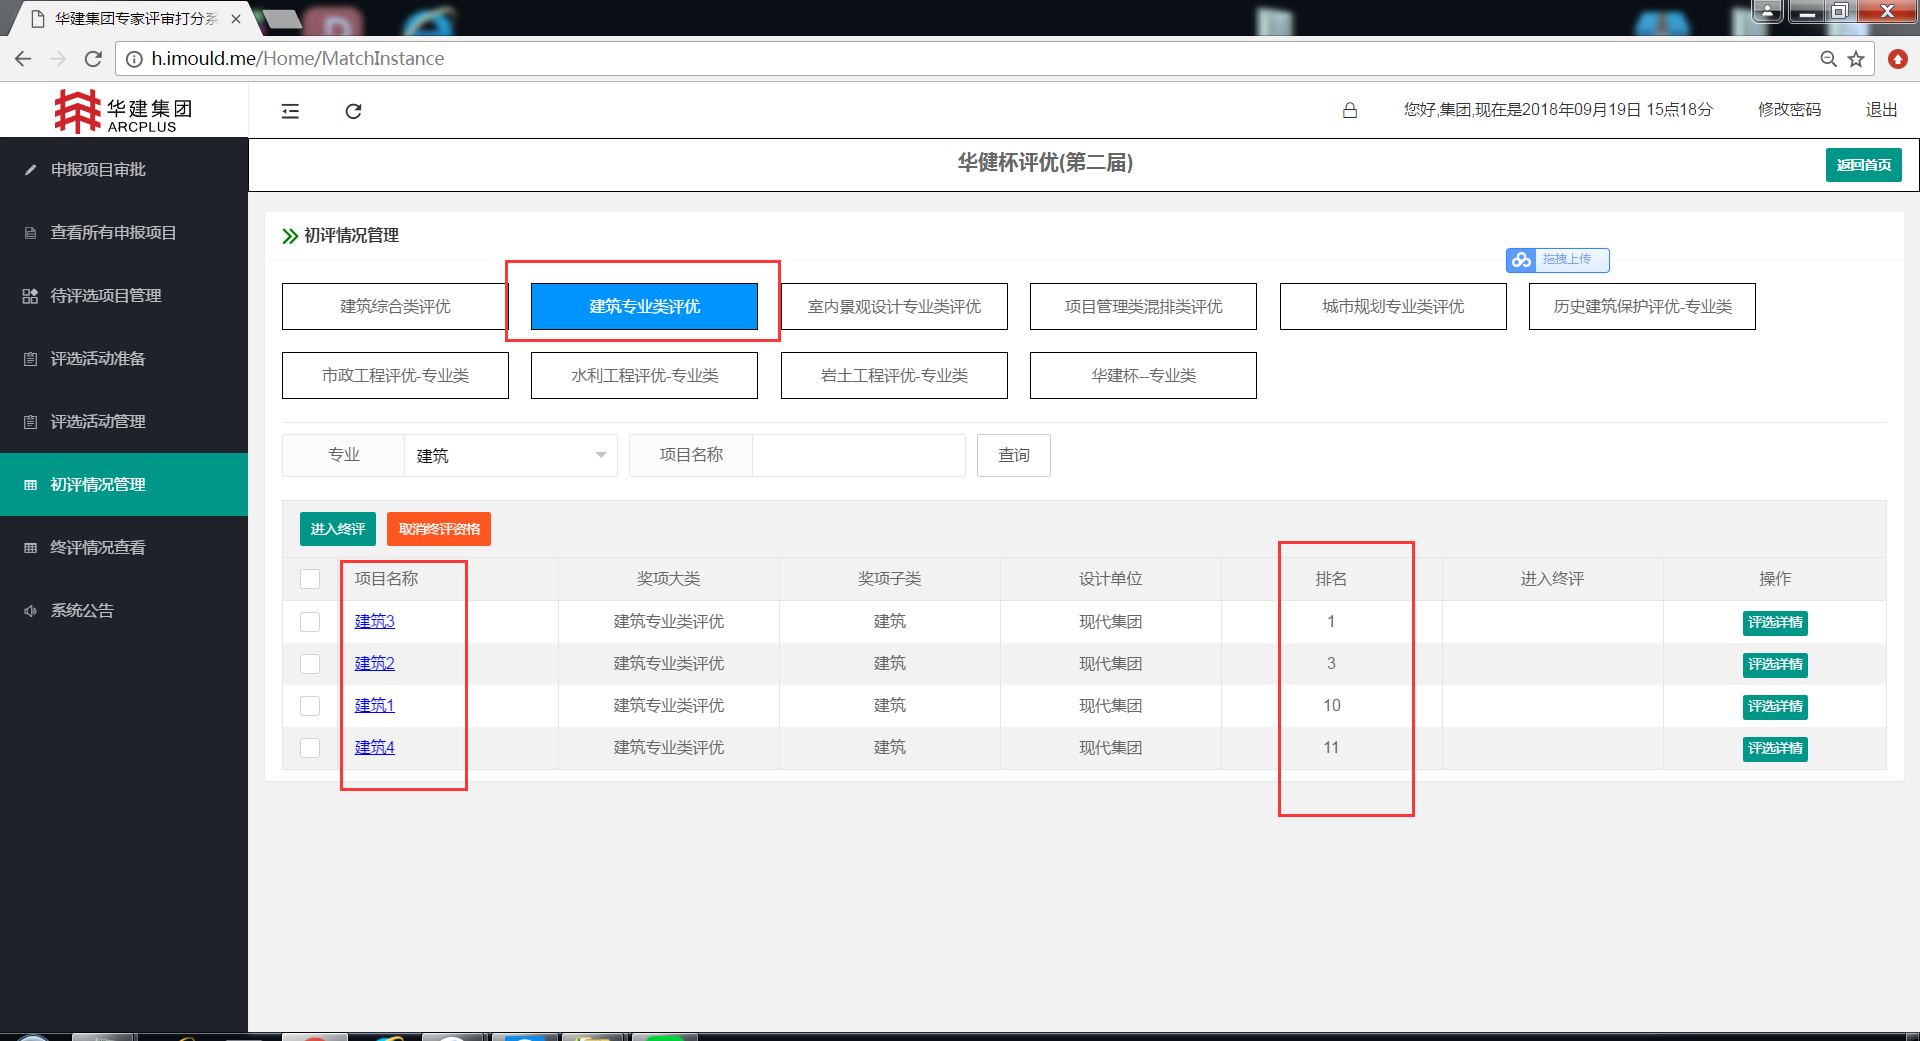 华建集团专家评审打分系
h.imould.me/Home/MatchInstance
华建集团
ARCPLUS
您好,集团,现在是2018年09月19日 15点18分
修改密码
退出
申报项目审批
查看所有申报项目
待评选项目管理
评选活动准备
评选活动管理
初评情况管理
终评情况查看
系统公告
华健杯评优(第二届)
返回首页
初评情况管理
拖拽上传
建筑综合类评优 建筑专业类评优 室内景观设计专业类评优 项目管理类混排类评优 城市规划专业类评优 历史建筑保护评优-专业类
市政工程评优-专业类 水利工程评优-专业类 岩土工程评优-专业类 华建杯--专业类
专业 建筑 项目名称 查询
进入终评 取消终评资格
项目名称 奖项大类 奖项子类 设计单位 排名 进入终评 操作
建筑3 建筑专业类评优 建筑 现代集团 1 评选详情
建筑2 建筑专业类评优 建筑 现代集团 3 评选详情
建筑1 建筑专业类评优 建筑 现代集团 10 评选详情
建筑4 建筑专业类评优 建筑 现代集团 11 评选详情